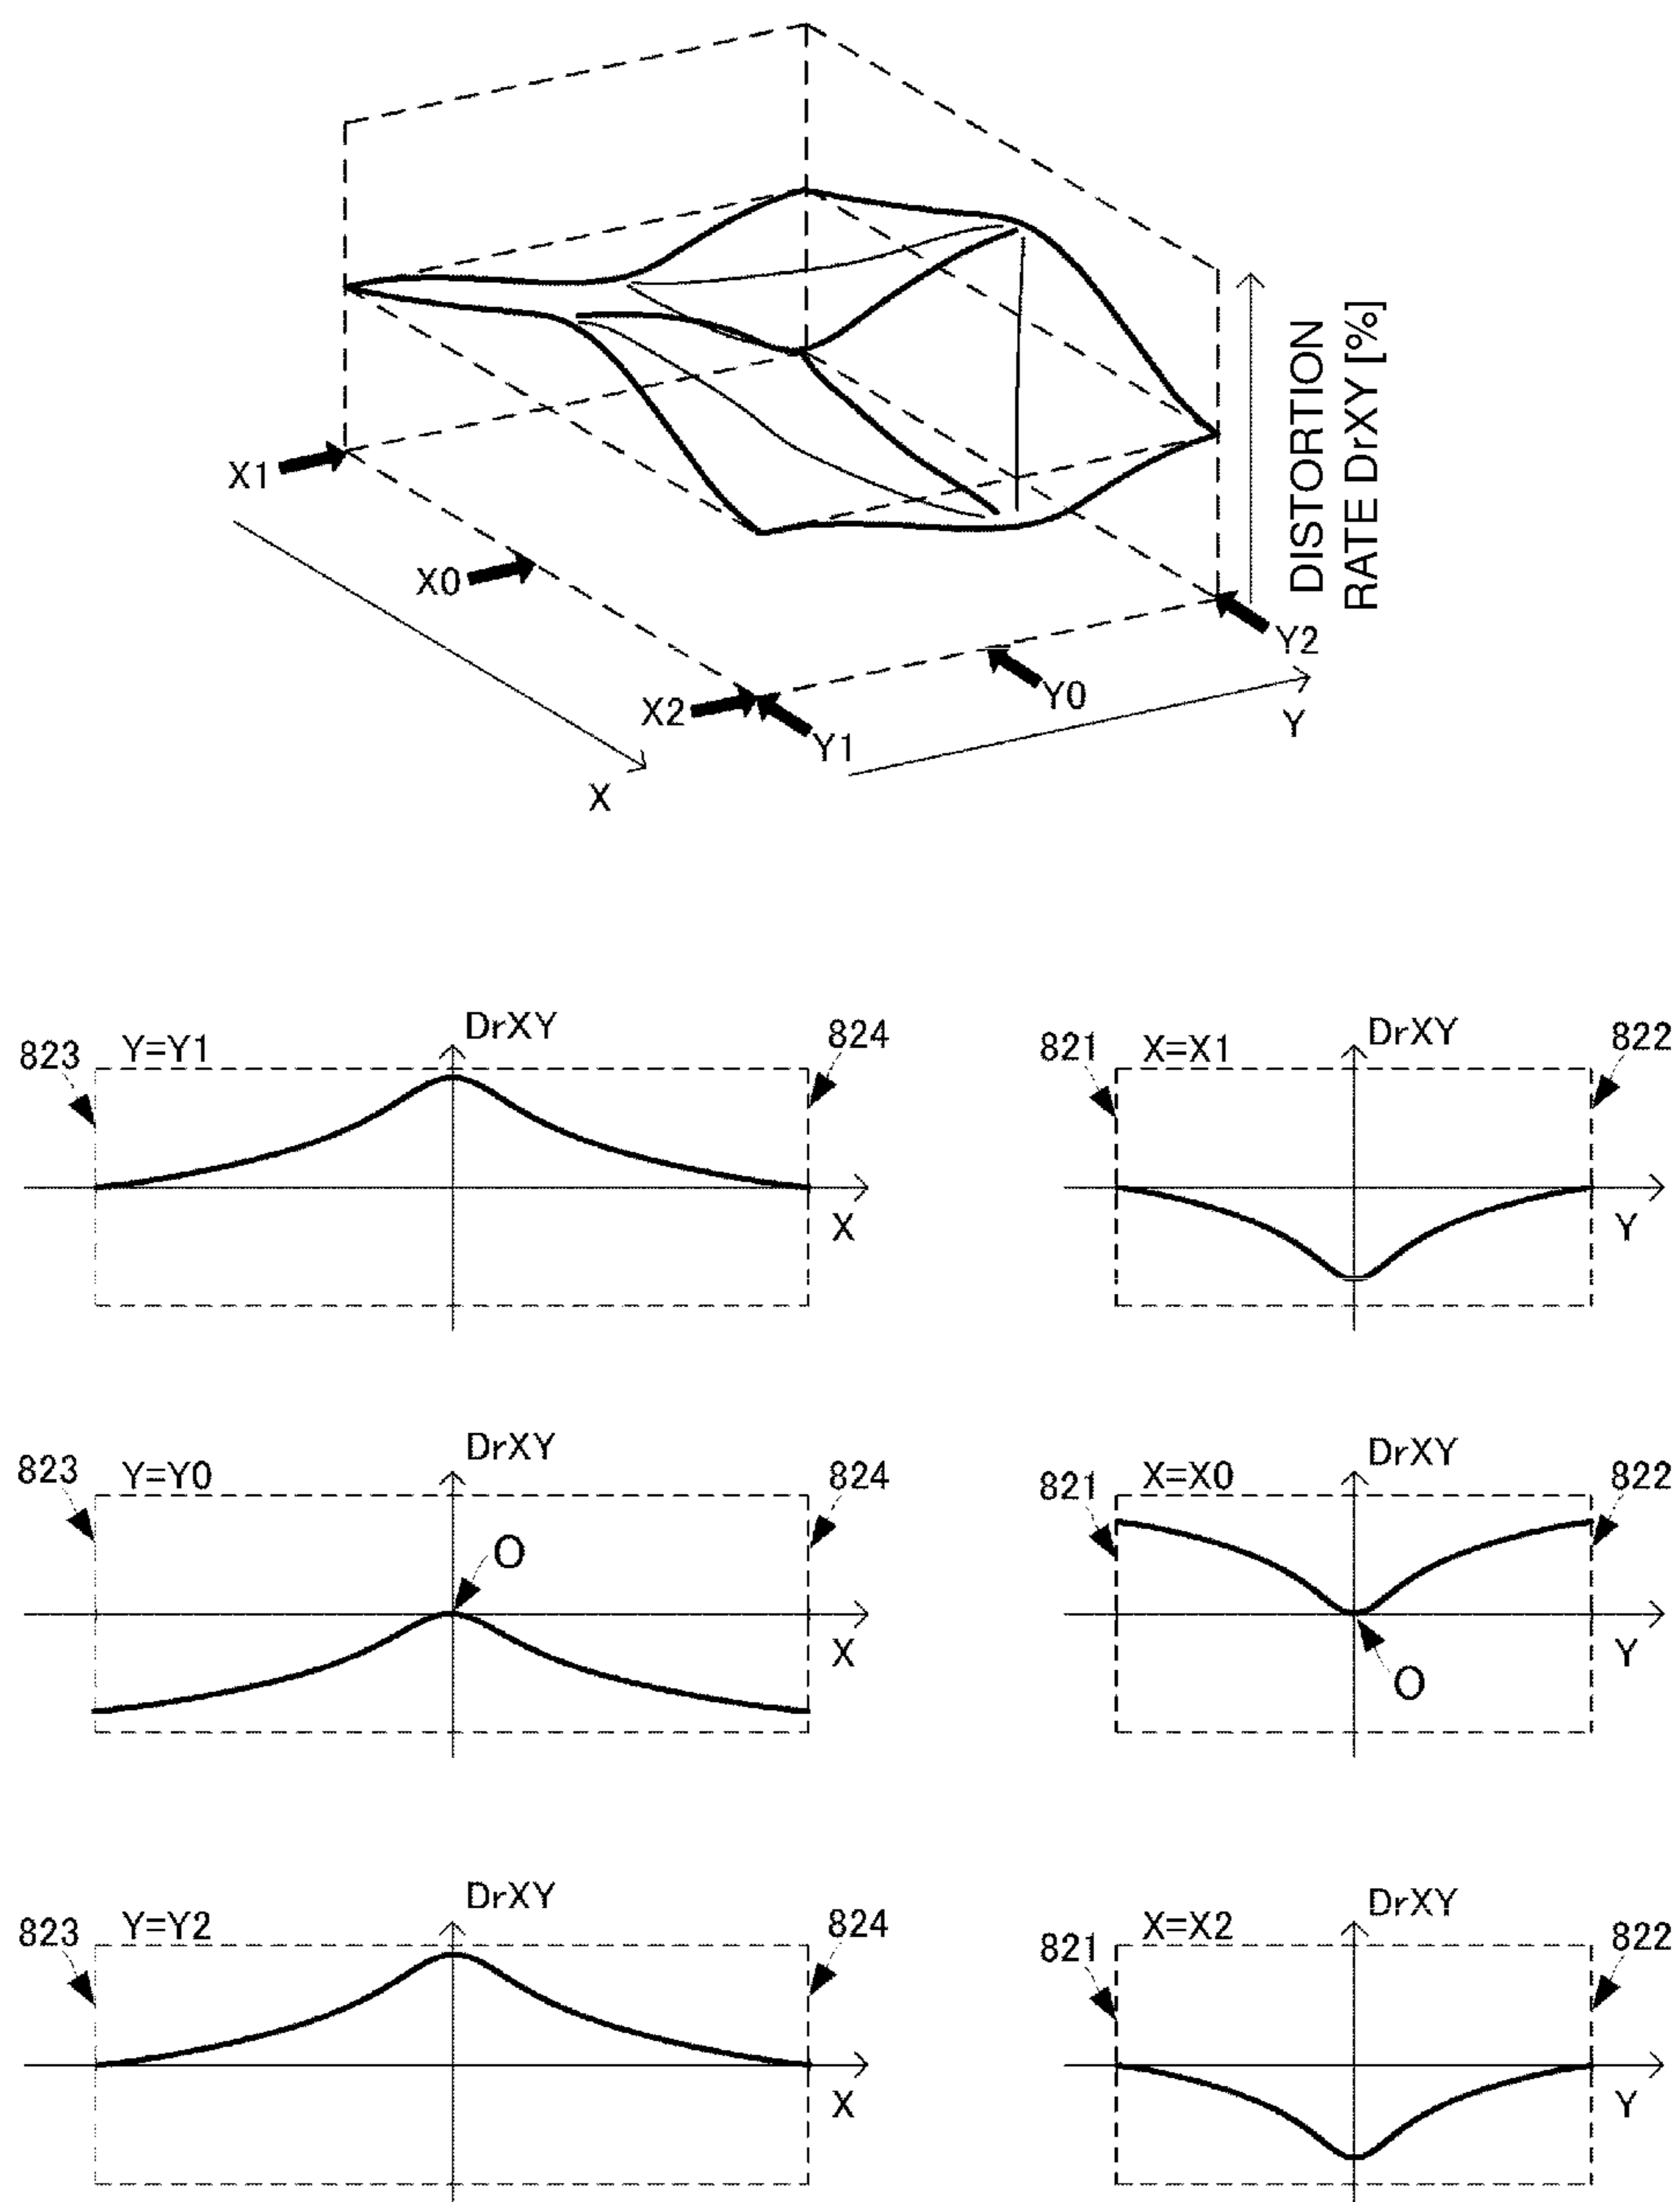 X1
X0
X2
Y1
Y0
Y2
X
Y
DISTORTION
RATE DrXY [%]
823
Y=Y1
DrXY
824
X
821
X=X1
DrXY
822
Y
823
Y=Y0
DrXY
824
O
X
821
X=X0
DrXY
822
O
Y
823
Y=Y2
DrXY
824
X
821
X=X2
DrXY
822
Y